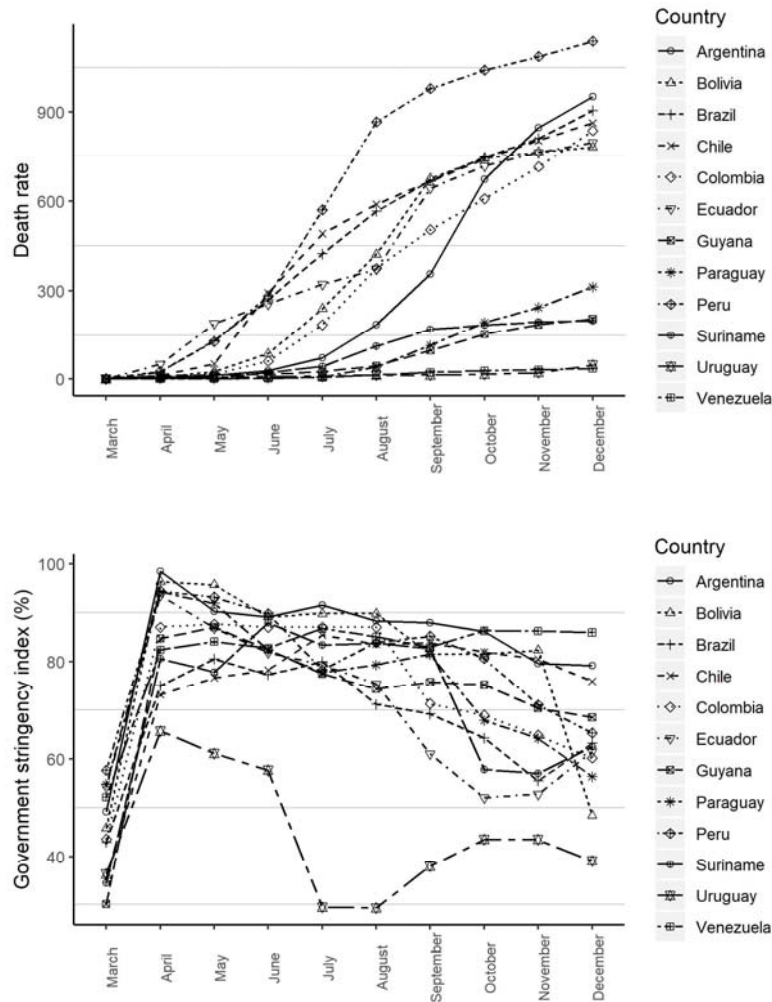 Country
Argentina
Bolivia
Brazil
Chile
Colombia
Ecuador
Guyana
Paraguay
Peru
Suriname
Uruguay
Venezuela
Death rate
900
600
300
0
March
April
May
June
July
August
September
October
November
December
Country
Argentina
Bolivia
Brazil
Chile
Colombia
Ecuador
Guyana
Paraguay
Peru
Suriname
Uruguay
Venezuela
Government stringency index (%)
100
80
60
40
March
April
May
June
July
August
September
October
November
December